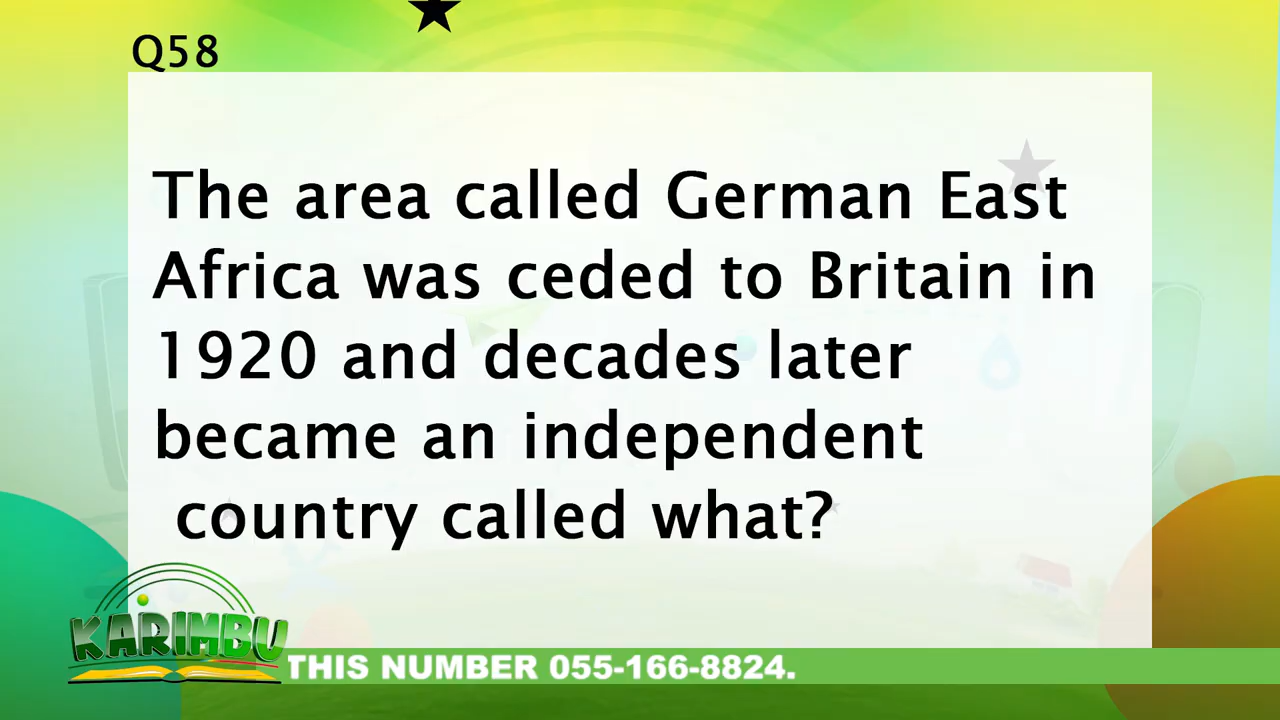 Q58
The area called German East
Africa was ceded to Britain in
1920 and decades later
became an independent
country called what?
KARIMBU
THIS NUMBER 055-166-8824.